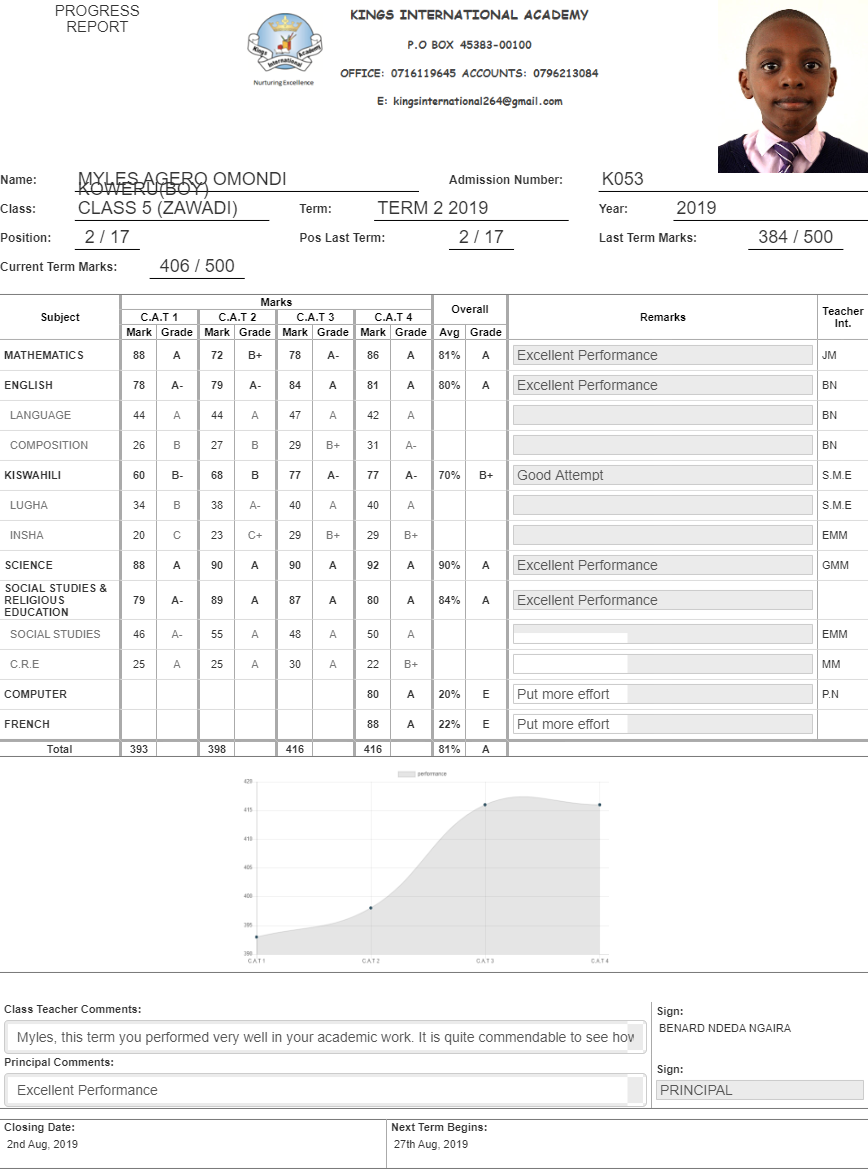 PROGRESS
REPORT
Kings
International
Academy
Nurturing Excellence
KINGS INTERNATIONAL ACADEMY
P.O BOX 45383-00100
OFFICE: 0716119645 ACCOUNTS: 0796213084
E: kingsinternational264@gmail.com
Name: MYLES AGERO OMONDI KOWERU(BOY) Admission Number: K053
Class: CLASS 5 (ZAWADI) Term: TERM 2 2019 Year: 2019
Position: 2 / 17 Pos Last Term: 2 / 17 Last Term Marks: 384 / 500
Current Term Marks: 406 / 500
Subject Marks Overall Remarks Teacher Int.
C.A.T 1 C.A.T 2 C.A.T 3 C.A.T 4
Mark Grade Mark Grade Mark Grade Mark Grade Avg Grade
MATHEMATICS 88 A 72 B+ 78 A- 86 A 81% A Excellent Performance JM
ENGLISH 78 A- 79 A- 84 A 81 A 80% A Excellent Performance BN
LANGUAGE 44 A 44 A 47 A 42 A BN
COMPOSITION 26 B 27 B 29 B+ 31 A- BN
KISWAHILI 60 B- 68 B 77 A- 77 A- 70% B+ Good Attempt S.M.E
LUGHA 34 B 38 A- 40 A 40 A S.M.E
INSHA 20 C 23 C+ 29 B+ 29 B+ EMM
SCIENCE 88 A 90 A 90 A 92 A 90% A Excellent Performance GMM
SOCIAL STUDIES & RELIGIOUS EDUCATION 79 A- 89 A 87 A 80 A 84% A Excellent Performance
SOCIAL STUDIES 46 A- 55 A 48 A 50 A EMM
C.R.E 25 A 25 A 30 A 22 B+ MM
COMPUTER 80 A 20% E Put more effort P.N
FRENCH 88 A 22% E Put more effort
Total 393 398 416 416 81% A
performance
420
415
410
405
400
395
390
C.A.T 1 C.A.T 2 C.A.T 3 C.A.T 4
Class Teacher Comments:
Myles, this term you performed very well in your academic work. It is quite commendable to see how
Sign:
BENARD NDEDA NGAIRA
Principal Comments:
Excellent Performance
Sign:
PRINCIPAL
Closing Date: Next Term Begins:
2nd Aug, 2019 27th Aug, 2019